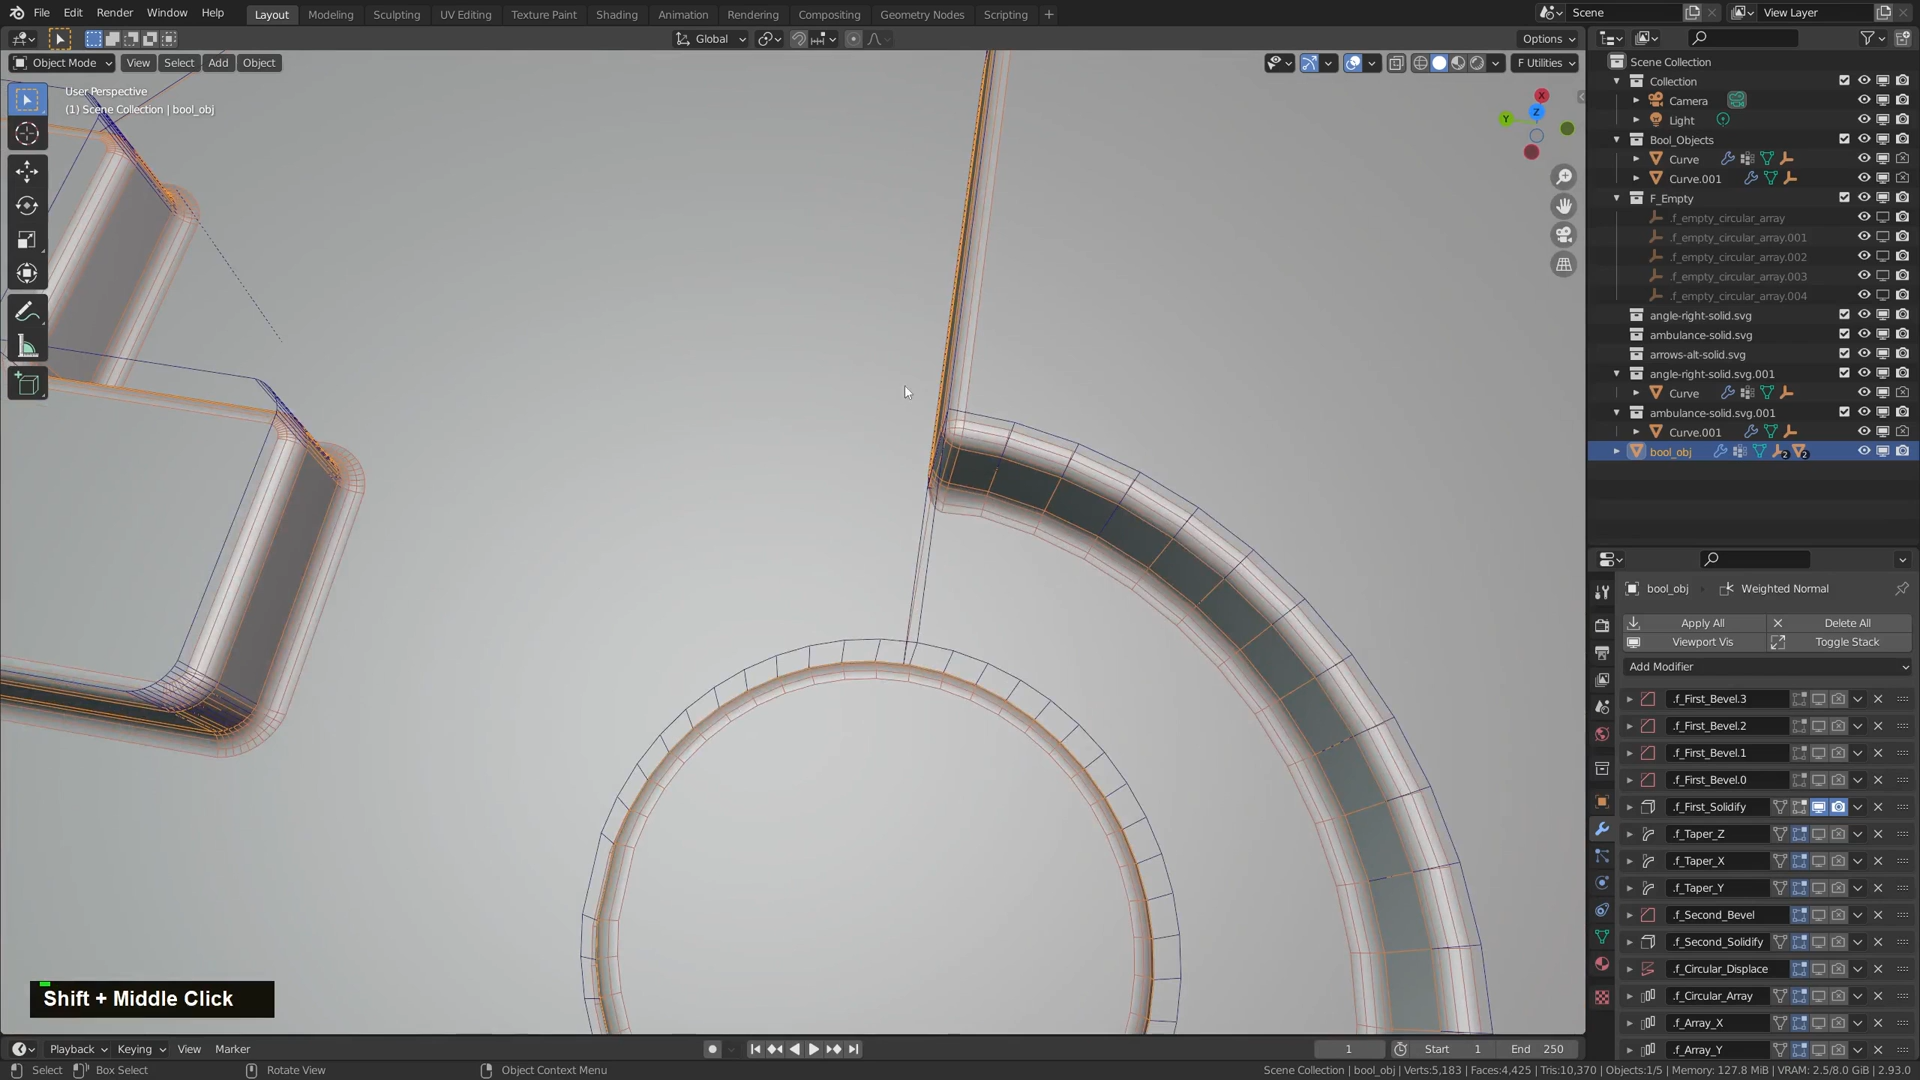 File Edit Render Window Help Layout Modeling Sculpting UV Editing Texture Paint Shading Animation Rendering Compositing Geometry Nodes Scripting + Scene View Layer
Global Options
Object Mode View Select Add Object F Utilities
User Perspective
(1) Scene Collection | bool_obj
X
Y
Z
Scene Collection
Collection
Camera
Light
Bool_Objects
Curve
Curve.001
F_Empty
.f_empty_circular_array
.f_empty_circular_array.001
.f_empty_circular_array.002
.f_empty_circular_array.003
.f_empty_circular_array.004
angle-right-solid.svg
ambulance-solid.svg
arrows-alt-solid.svg
angle-right-solid.svg.001
Curve
ambulance-solid.svg.001
Curve.001
bool_obj 2 2
bool_obj Weighted Normal
Apply All Delete All
Viewport Vis Toggle Stack
Add Modifier
.f_First_Bevel.3
.f_First_Bevel.2
.f_First_Bevel.1
.f_First_Bevel.0
.f_First_Solidify
.f_Taper_Z
.f_Taper_X
.f_Taper_Y
.f_Second_Bevel
.f_Second_Solidify
.f_Circular_Displace
.f_Circular_Array
.f_Array_X
.f_Array_Y
Shift + Middle Click
Playback Keying View Marker 1 Start 1 End 250
Select Box Select Rotate View Object Context Menu Scene Collection | bool_obj | Verts:5,183 | Faces:4,425 | Tris:10,370 | Objects:1/5 | Memory: 127.8 MiB | VRAM: 2.5/8.0 GiB | 2.93.0